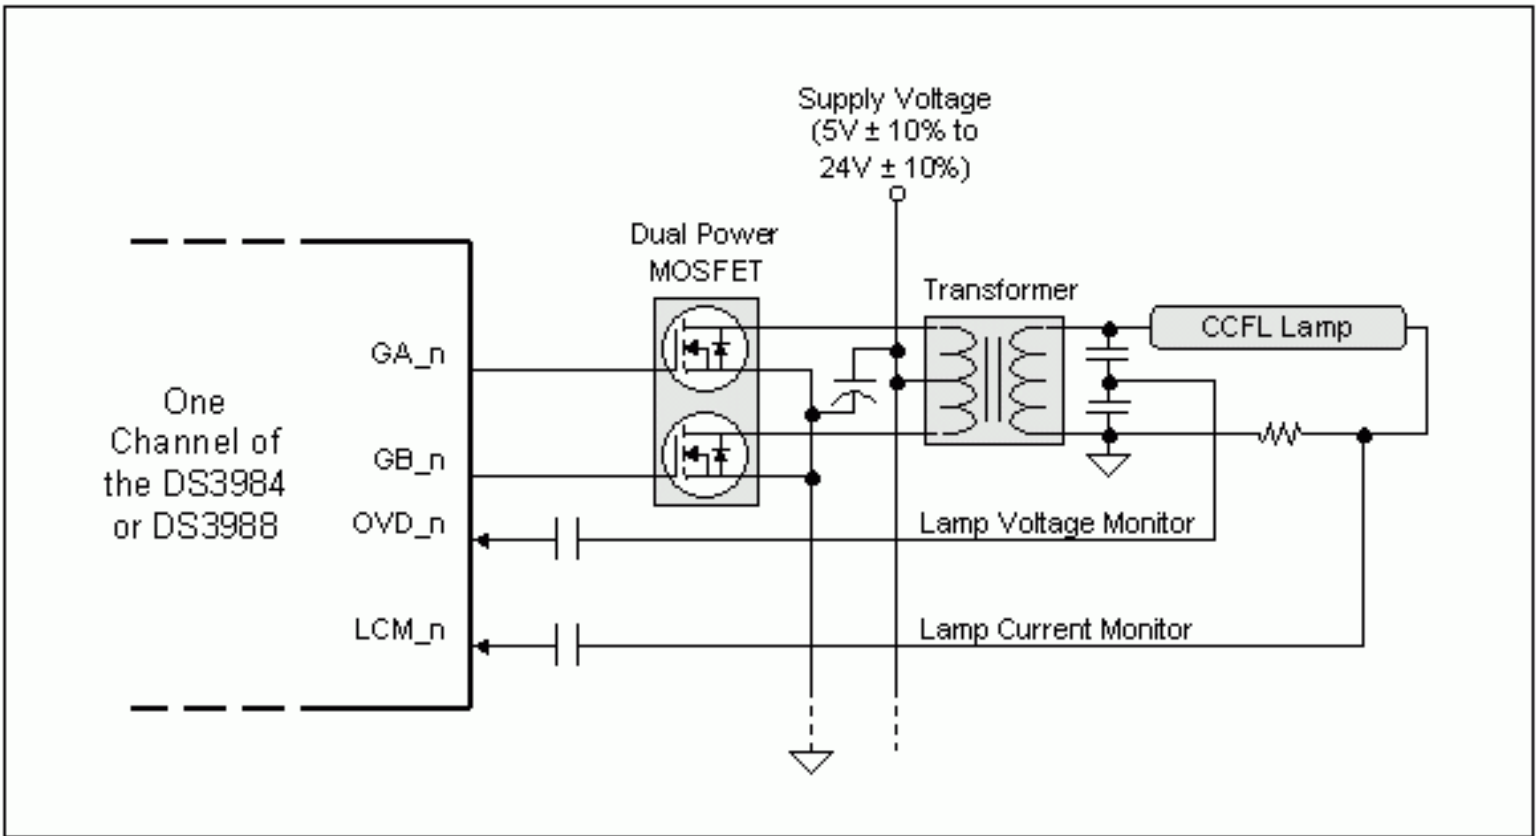 Supply Voltage
(5V ± 10% to
24V ± 10%)
Dual Power
MOSFET
Transformer
CCFL Lamp
GA_n
One
Channel of
the DS3984
or DS3988
GB_n
OVD_n
Lamp Voltage Monitor
LCM_n
Lamp Current Monitor